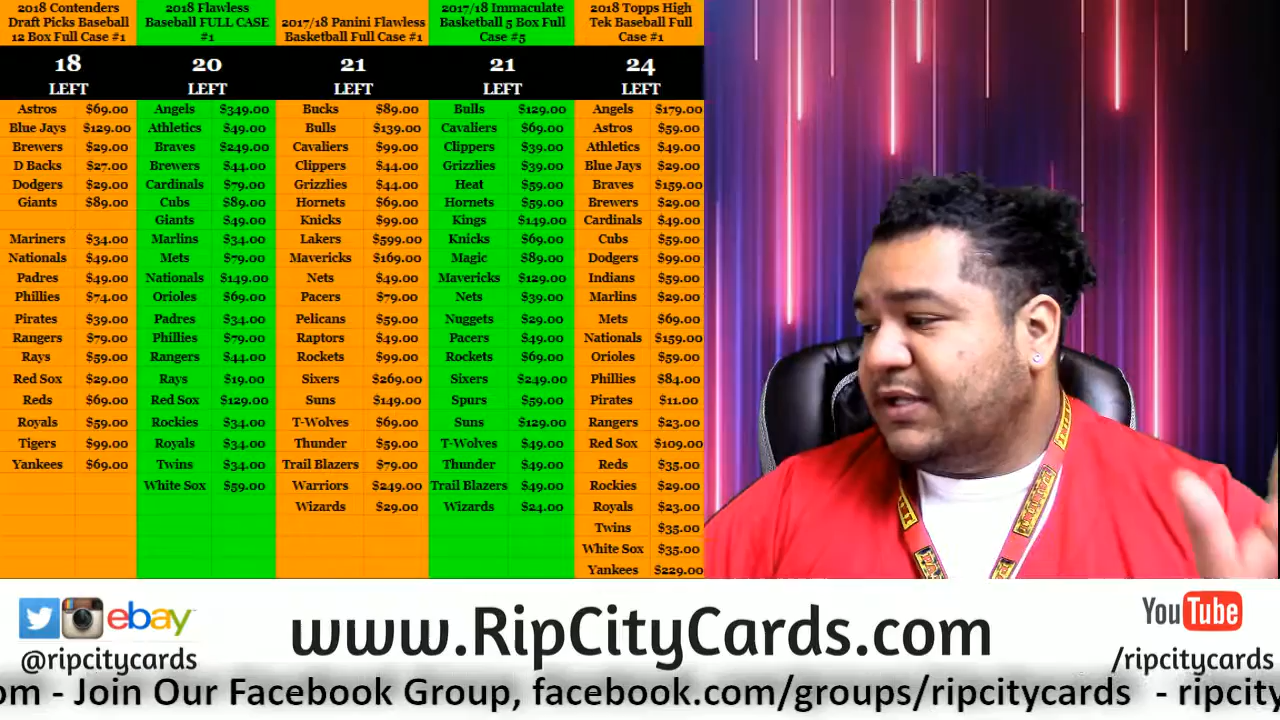 2018 Contenders
Draft Picks Baseball
12 Box Full Case #1
18
LEFT
Astros $69.00
Blue Jays $129.00
Brewers $29.00
D Backs $27.00
Dodgers $29.00
Giants $89.00
Mariners $34.00
Nationals $49.00
Padres $49.00
Phillies $74.00
Pirates $39.00
Rangers $79.00
Rays $59.00
Red Sox $29.00
Reds $69.00
Royals $59.00
Tigers $99.00
Yankees $69.00
2018 Flawless
Baseball FULL CASE
#1
20
LEFT
Angels $349.00
Athletics $49.00
Braves $249.00
Brewers $44.00
Cardinals $79.00
Cubs $89.00
Giants $49.00
Marlins $34.00
Mets $79.00
Nationals $149.00
Orioles $69.00
Padres $34.00
Phillies $79.00
Rangers $44.00
Rays $19.00
Red Sox $129.00
Rockies $34.00
Royals $34.00
Twins $34.00
White Sox $59.00
2017/18 Panini Flawless
Basketball Full Case #1
21
LEFT
Bucks $89.00
Bulls $139.00
Cavaliers $99.00
Clippers $44.00
Grizzlies $44.00
Hornets $69.00
Knicks $99.00
Lakers $599.00
Mavericks $169.00
Nets $49.00
Pacers $79.00
Pelicans $59.00
Raptors $49.00
Rockets $99.00
Sixers $269.00
Suns $149.00
T-Wolves $69.00
Thunder $59.00
Trail Blazers $79.00
Warriors $249.00
Wizards $29.00
2017/18 Immaculate
Basketball 5 Box Full
Case #5
21
LEFT
Bulls $129.00
Cavaliers $69.00
Clippers $39.00
Grizzlies $39.00
Heat $59.00
Hornets $59.00
Kings $149.00
Knicks $69.00
Magic $89.00
Mavericks $129.00
Nets $39.00
Nuggets $29.00
Pacers $49.00
Rockets $69.00
Sixers $249.00
Spurs $59.00
Suns $129.00
T-Wolves $49.00
Thunder $49.00
Trail Blazers $49.00
Wizards $24.00
2018 Topps High
Tek Baseball Full
Case #1
24
LEFT
Angels $179.00
Astros $59.00
Athletics $49.00
Blue Jays $29.00
Braves $159.00
Brewers $29.00
Cardinals $49.00
Cubs $59.00
Dodgers $99.00
Indians $59.00
Marlins $29.00
Mets $69.00
Nationals $159.00
Orioles $59.00
Phillies $84.00
Pirates $11.00
Rangers $23.00
Red Sox $109.00
Reds $35.00
Rockies $29.00
Royals $23.00
Twins $35.00
White Sox $35.00
Yankees $229.00
ebay
@ripcitycards
www.RipCityCards.com
YouTube
/ripcitycards
om - Join Our Facebook Group, facebook.com/groups/ripcitycards - ripcity